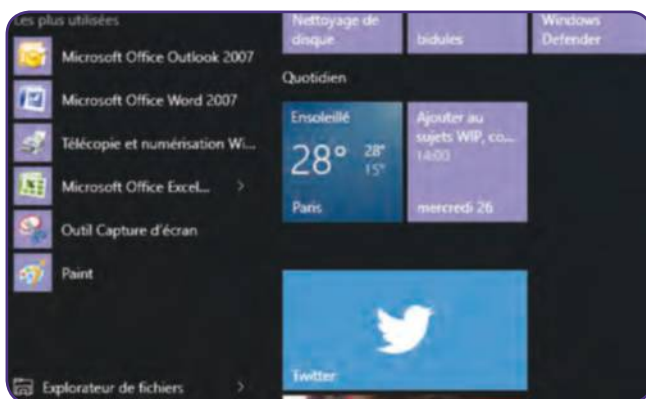 Les plus utilisées
Microsoft Office Outlook 2007
Microsoft Office Word 2007
Télécopie et numérisation Wi...
Microsoft Office Excel...
Outil Capture d'écran
Paint
Explorateur de fichiers
Nettoyage de
disque
bidules
Windows
Defender
Quotidien
Ensoleillé
28° 28°
15°
Paris
Ajouter au
sujets WIP, co...
14:00
mercredi 26
Twitter